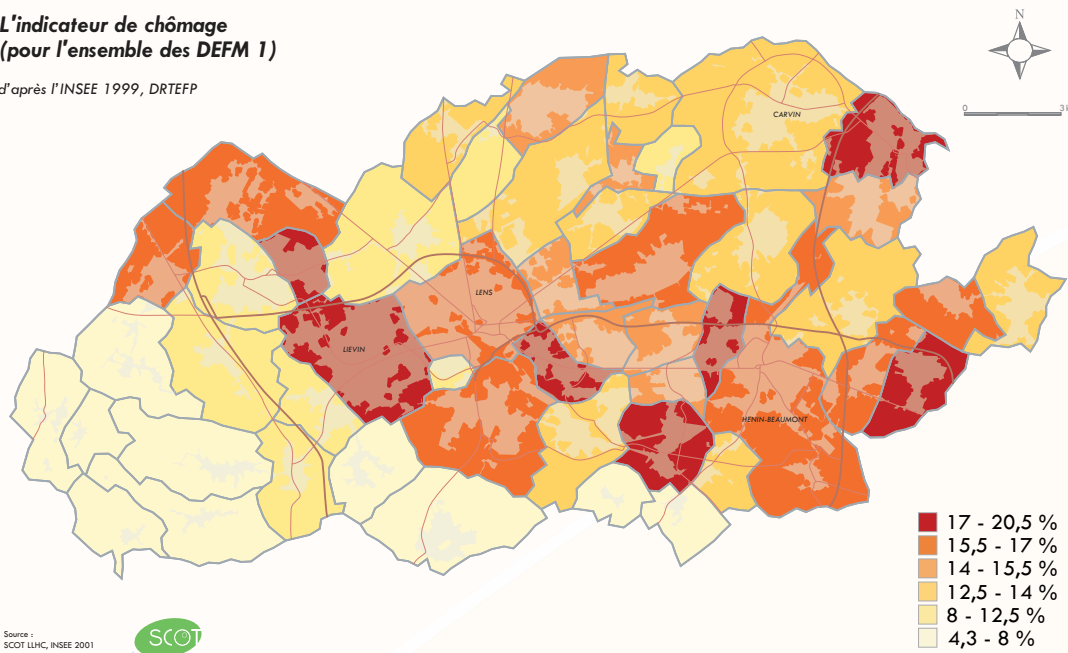 L'indicateur de chômage
(pour l'ensemble des DEFM 1)
d'après l'INSEE 1999, DRTEFP
N
0
CARVIN
LENS
LIEVIN
HENIN-BEAUMONT
17 - 20,5 %
15,5 - 17 %
14 - 15,5 %
12,5 - 14 %
8 - 12,5 %
4,3 - 8 %
Source :
SCOT LLHC, INSEE 2001
SCOT